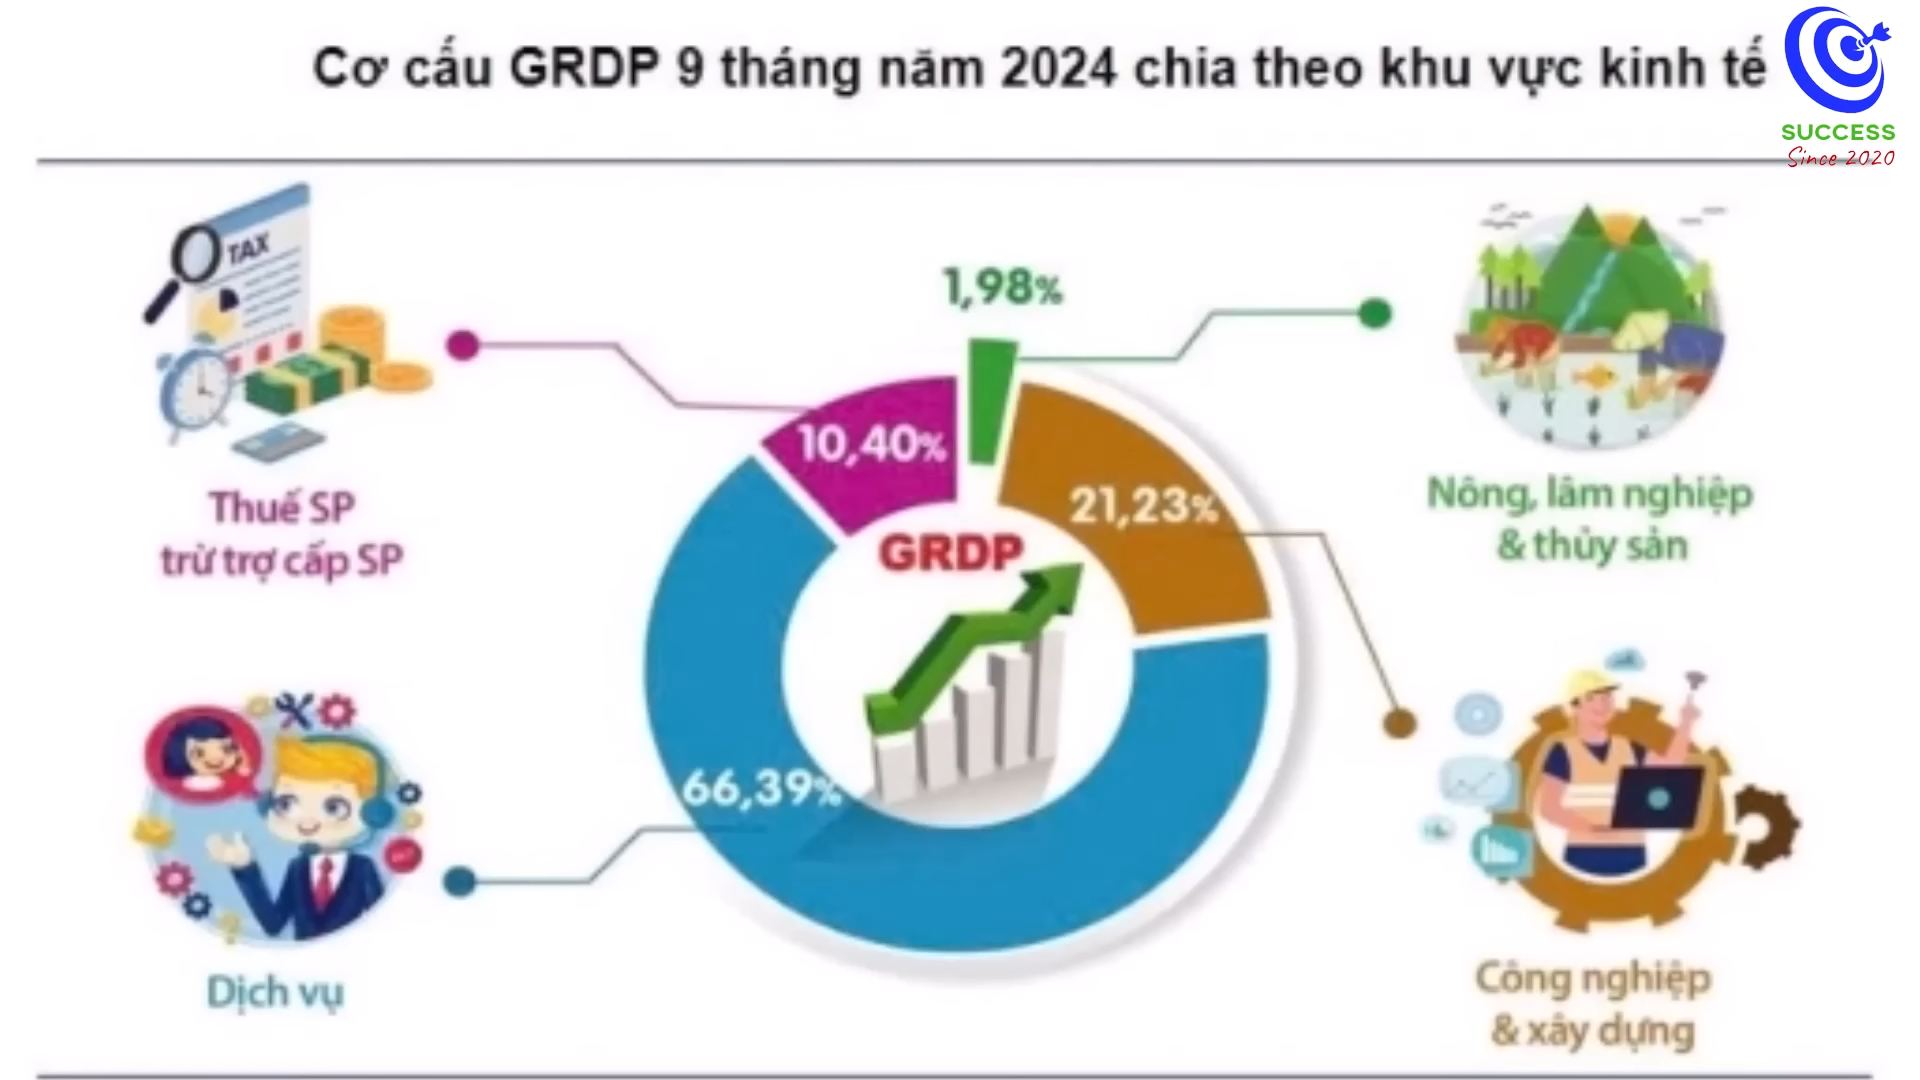 Cơ cấu GRDP 9 tháng năm 2024 chia theo khu vực kinh tế
SUCCESS
Since 2020
TAX
1,98%
10,40%
21,23%
Thuế SP
trừ trợ cấp SP
GRDP
Nông, lâm nghiệp
& thủy sản
66,39%
Dịch vụ
Công nghiệp
& xây dựng